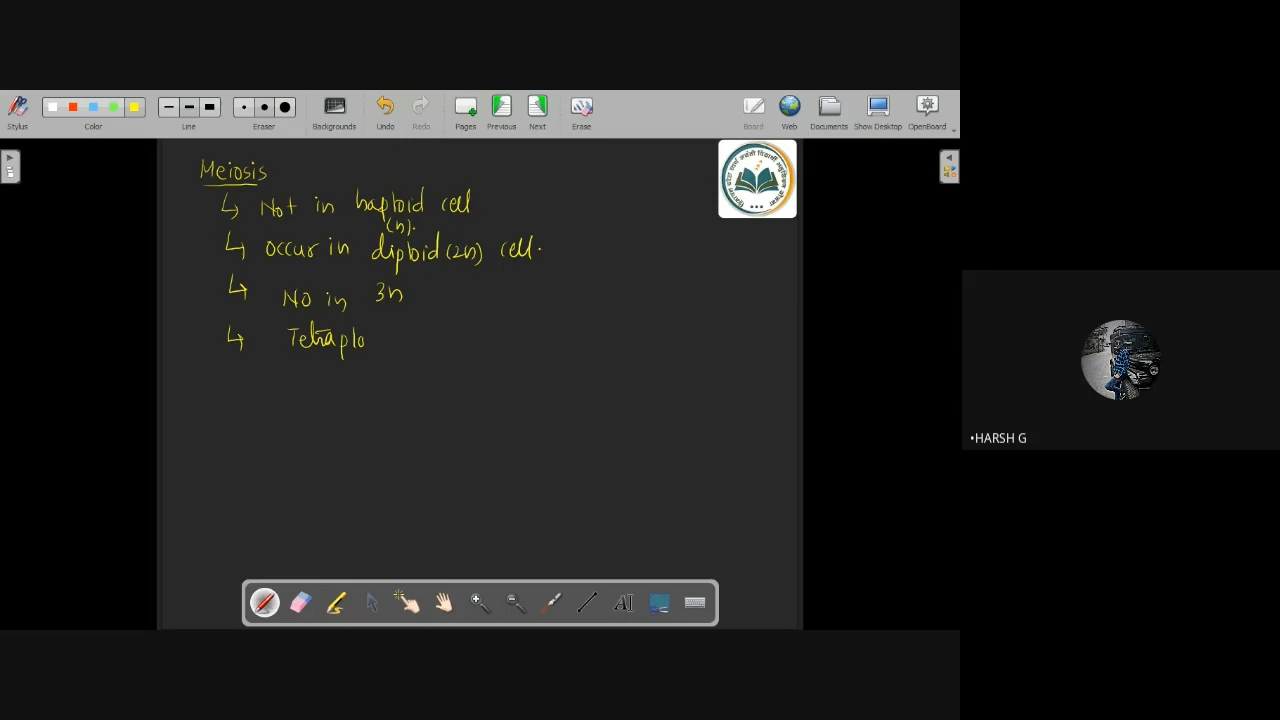 Stylus Color Line Eraser Backgrounds Undo Redo Pages Previous Next Erase Board Web Documents Show Desktop OpenBoard
Meiosis
↳ Not in haploid cell
(n).
↳ occur in diploid (2n) cell.
↳ No in 3n
↳ Tetraplo
•HARSH G